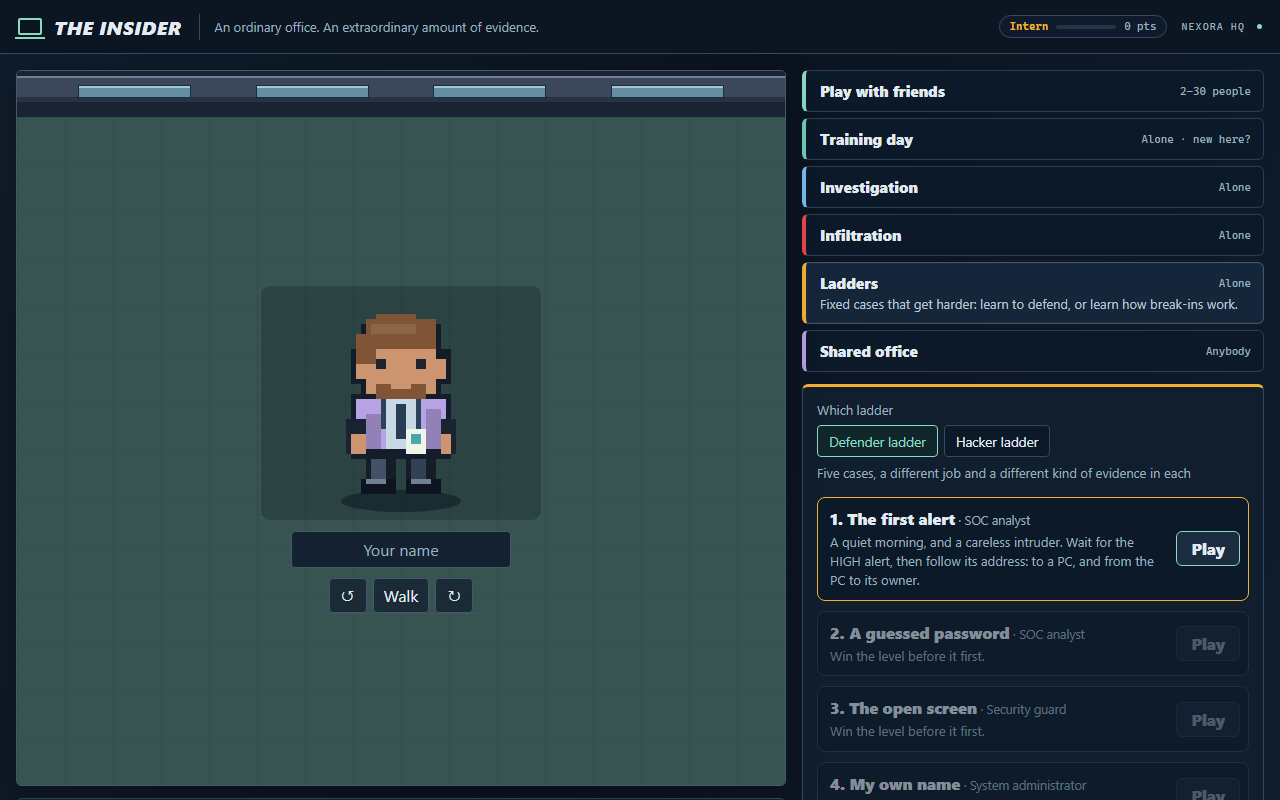 THE INSIDER
An ordinary office. An extraordinary amount of evidence.
Intern 0 pts
NEXORA HQ
Your name
↺ Walk ↻
Play with friends 2–30 people
Training day Alone · new here?
Investigation Alone
Infiltration Alone
Ladders Alone
Fixed cases that get harder: learn to defend, or learn how break-ins work.
Shared office Anybody
Which ladder
Defender ladder Hacker ladder
Five cases, a different job and a different kind of evidence in each
1. The first alert · SOC analyst
A quiet morning, and a careless intruder. Wait for the
HIGH alert, then follow its address: to a PC, and from the
PC to its owner.
Play
2. A guessed password · SOC analyst
Win the level before it first.
Play
3. The open screen · Security guard
Win the level before it first.
Play
4. My own name · System administrator
Play